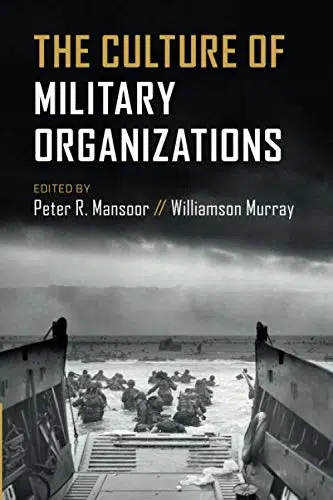 THE CULTURE OF
MILITARY
ORGANIZATIONS
EDITED BY
Peter R. Mansoor // Williamson Murray